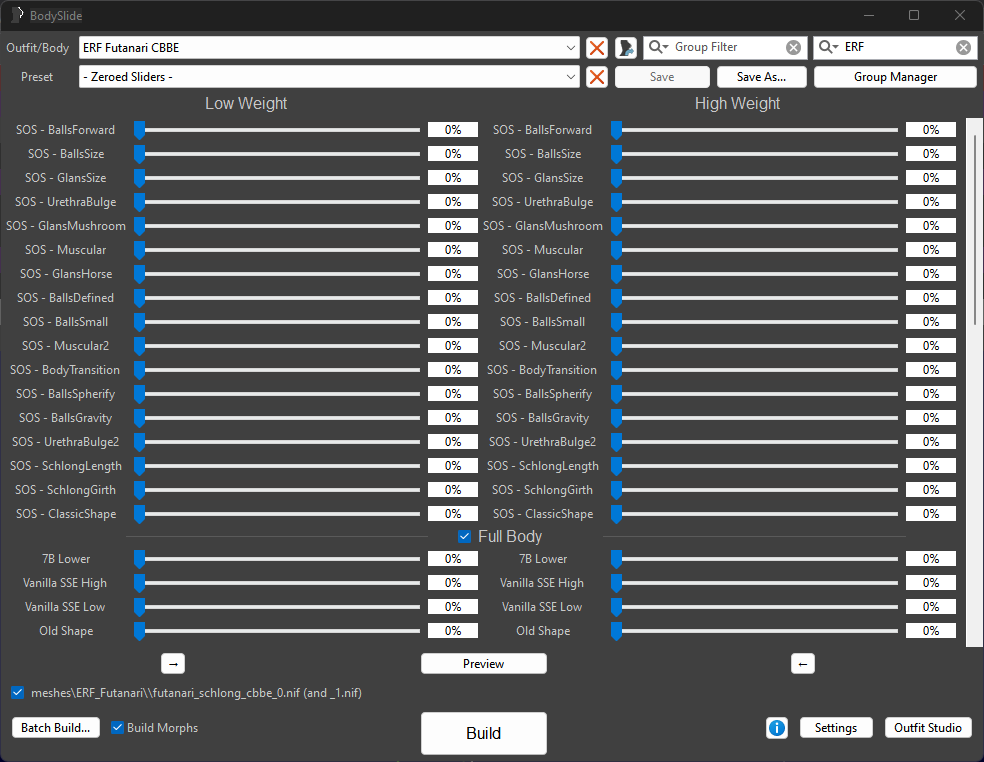 BodySlide
Outfit/Body ERF Futanari CBBE Group Filter ERF
Preset - Zeroed Sliders - Save Save As... Group Manager
Low Weight High Weight
SOS - BallsForward 0% SOS - BallsForward 0%
SOS - BallsSize 0% SOS - BallsSize 0%
SOS - GlansSize 0% SOS - GlansSize 0%
SOS - UrethraBulge 0% SOS - UrethraBulge 0%
SOS - GlansMushroom 0% SOS - GlansMushroom 0%
SOS - Muscular 0% SOS - Muscular 0%
SOS - GlansHorse 0% SOS - GlansHorse 0%
SOS - BallsDefined 0% SOS - BallsDefined 0%
SOS - BallsSmall 0% SOS - BallsSmall 0%
SOS - Muscular2 0% SOS - Muscular2 0%
SOS - BodyTransition 0% SOS - BodyTransition 0%
SOS - BallsSpherify 0% SOS - BallsSpherify 0%
SOS - BallsGravity 0% SOS - BallsGravity 0%
SOS - UrethraBulge2 0% SOS - UrethraBulge2 0%
SOS - SchlongLength 0% SOS - SchlongLength 0%
SOS - SchlongGirth 0% SOS - SchlongGirth 0%
SOS - ClassicShape 0% SOS - ClassicShape 0%
Full Body
7B Lower 0% 7B Lower 0%
Vanilla SSE High 0% Vanilla SSE High 0%
Vanilla SSE Low 0% Vanilla SSE Low 0%
Old Shape 0% Old Shape 0%
→ Preview ←
meshes\ERF_Futanari\\futanari_schlong_cbbe_0.nif (and _1.nif)
Batch Build... Build Morphs Build Settings Outfit Studio